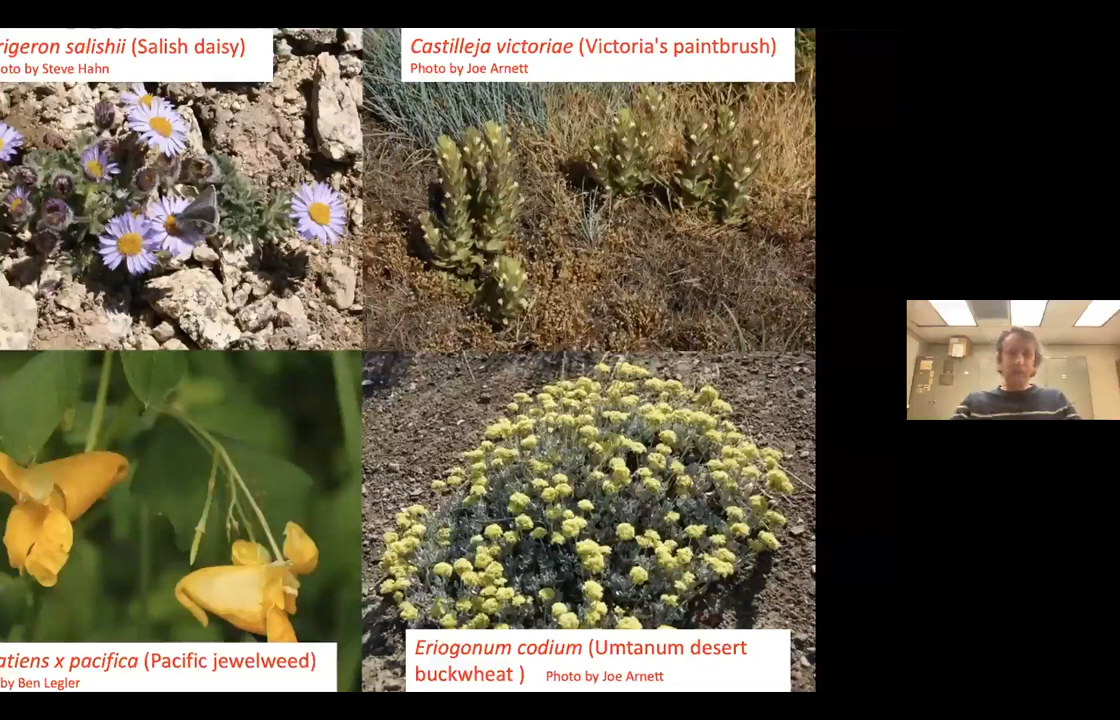 rigeron salishii (Salish daisy)
oto by Steve Hahn
Castilleja victoriae (Victoria's paintbrush)
Photo by Joe Arnett
atiens x pacifica (Pacific jewelweed)
by Ben Legler
Eriogonum codium (Umtanum desert
buckwheat ) Photo by Joe Arnett